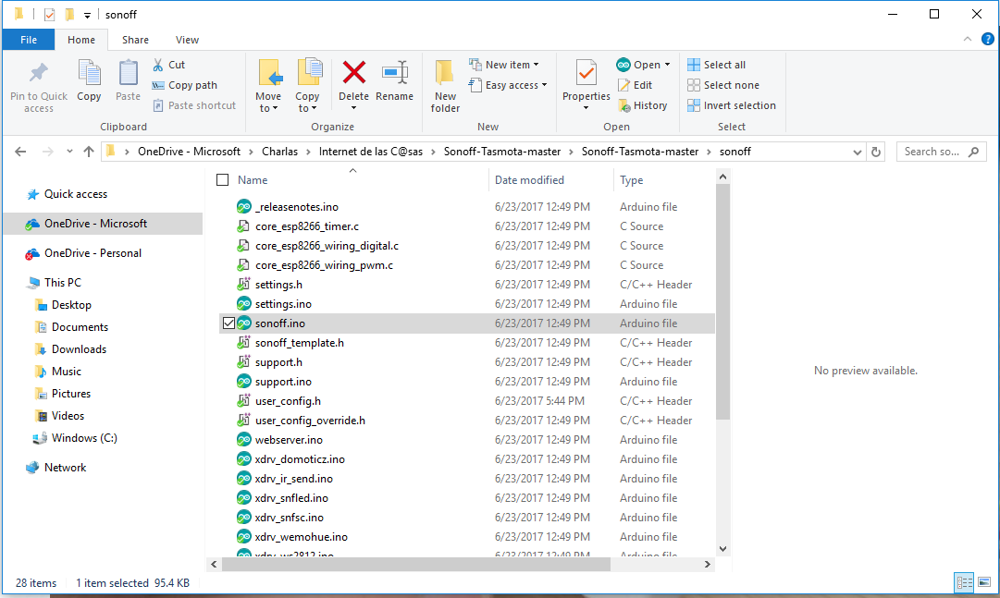 sonoff
File Home Share View
Pin to Quick access
Copy
Paste
Cut
Copy path
Paste shortcut
Clipboard
Move to
Copy to
Delete
Rename
Organize
New folder
New item
Easy access
New
Properties
Open
Edit
History
Open
Select all
Select none
Invert selection
Select
OneDrive - Microsoft > Charlas > Internet de las C@sas > Sonoff-Tasmota-master > Sonoff-Tasmota-master > sonoff
Search so...
Quick access
OneDrive - Microsoft
OneDrive - Personal
This PC
Desktop
Documents
Downloads
Music
Pictures
Videos
Windows (C:)
Network
Name Date modified Type
_releasenotes.ino 6/23/2017 12:49 PM Arduino file
core_esp8266_timer.c 6/23/2017 12:49 PM C Source
core_esp8266_wiring_digital.c 6/23/2017 12:49 PM C Source
core_esp8266_wiring_pwm.c 6/23/2017 12:49 PM C Source
settings.h 6/23/2017 12:49 PM C/C++ Header
settings.ino 6/23/2017 12:49 PM Arduino file
sonoff.ino 6/23/2017 12:49 PM Arduino file
sonoff_template.h 6/23/2017 12:49 PM C/C++ Header
support.h 6/23/2017 12:49 PM C/C++ Header
support.ino 6/23/2017 12:49 PM Arduino file
user_config.h 6/23/2017 5:44 PM C/C++ Header
user_config_override.h 6/23/2017 12:49 PM C/C++ Header
webserver.ino 6/23/2017 12:49 PM Arduino file
xdrv_domoticz.ino 6/23/2017 12:49 PM Arduino file
xdrv_ir_send.ino 6/23/2017 12:49 PM Arduino file
xdrv_snfled.ino 6/23/2017 12:49 PM Arduino file
xdrv_snfsc.ino 6/23/2017 12:49 PM Arduino file
xdrv_wemohue.ino 6/23/2017 12:49 PM Arduino file
xdrv_ws2812.ino 6/23/2017 12:49 PM Arduino file
No preview available.
28 items 1 item selected 95.4 KB